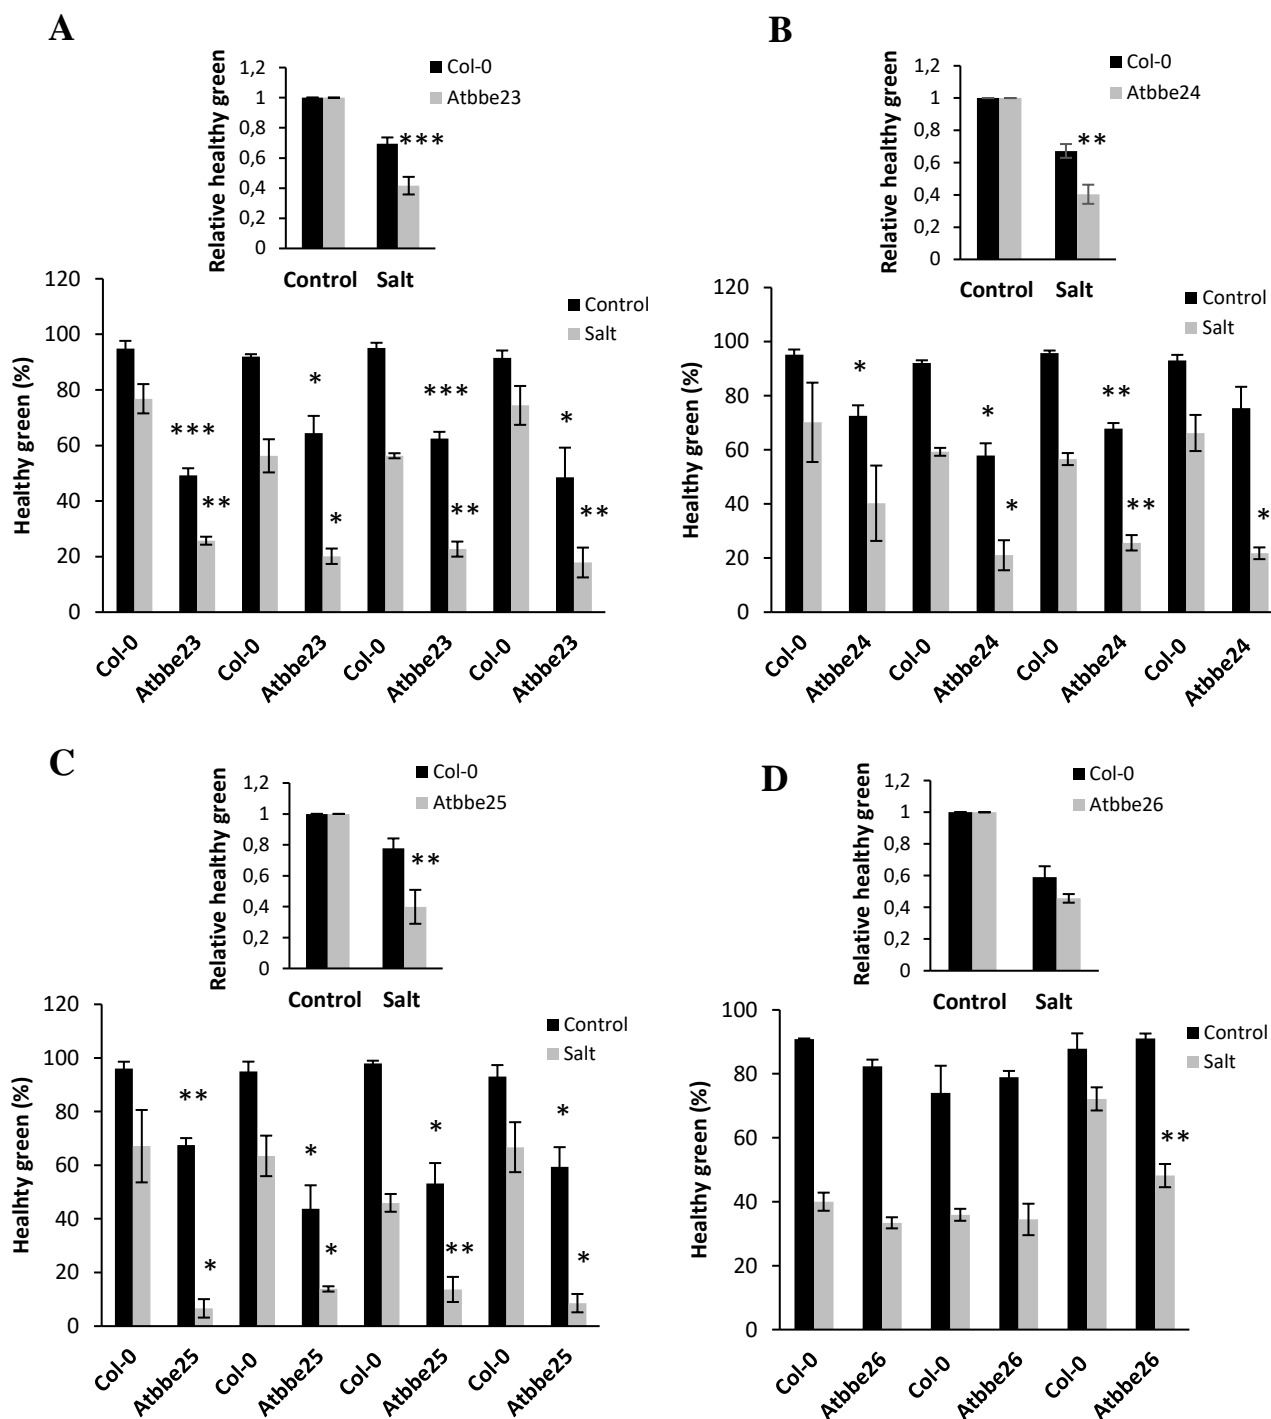 A
Relative healthy green
1,2
1
0,8
0,6
0,4
0,2
0
Col-0
Atbbe23
***
Control Salt
Healthy green (%)
120
100
80
60
40
20
0
Control
Salt
*** ** * * *** ** * **
Col-0 Atbbe23 Col-0 Atbbe23 Col-0 Atbbe23 Col-0 Atbbe23
B
Relative healthy green
1,2
1
0,8
0,6
0,4
0,2
0
Col-0
Atbbe24
**
Control Salt
Healthy green (%)
120
100
80
60
40
20
0
Control
Salt
* * * ** ** *
Col-0 Atbbe24 Col-0 Atbbe24 Col-0 Atbbe24 Col-0 Atbbe24
C
Relative healthy green
1,2
1
0,8
0,6
0,4
0,2
0
Col-0
Atbbe25
**
Control Salt
Healhty green (%)
120
100
80
60
40
20
0
Control
Salt
** * * * * ** * *
Col-0 Atbbe25 Col-0 Atbbe25 Col-0 Atbbe25 Col-0 Atbbe25
D
Relative healthy green
1,2
1
0,8
0,6
0,4
0,2
0
Col-0
Atbbe26
Control Salt
Healthy green (%)
100
80
60
40
20
0
Control
Salt
**
Col-0 Atbbe26 Col-0 Atbbe26 Col-0 Atbbe26